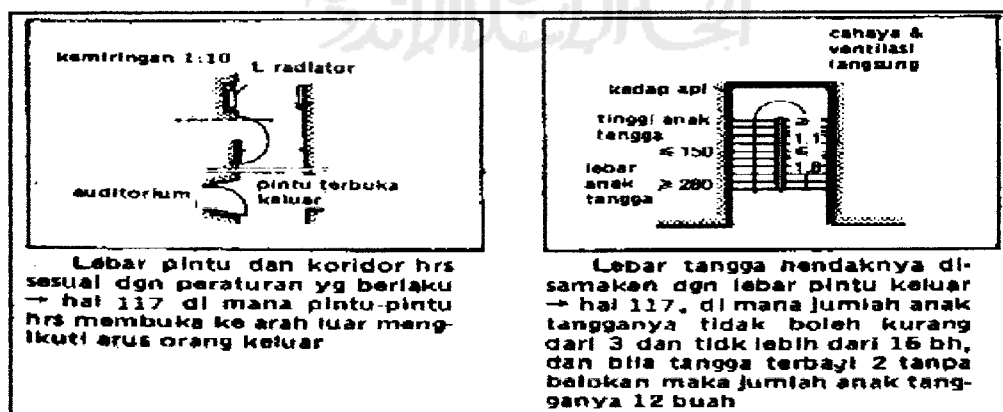 kemiringan 1:10
t. radiator
auditorium
pintu terbuka
keluar
Lebar pintu dan koridor hrs
sesuai dgn peraturan yg berlaku
→ hal 117 di mana pintu-pintu
hrs membuka ke arah luar meng-
ikuti arus orang keluar
cahaya &
ventilasi
langsung
kedap api
tinggi anak
tangga
≤ 150
lebar
anak ≥ 280
tangga
Lebar tangga hendaknya di-
samakan dgn lebar pintu keluar
→ hal 117, di mana jumlah anak
tangganya tidak boleh kurang
dari 3 dan tidk lebih dari 16 bh,
dan bila tangga terbagi 2 tanpa
belokan maka jumlah anak tang-
ganya 12 buah